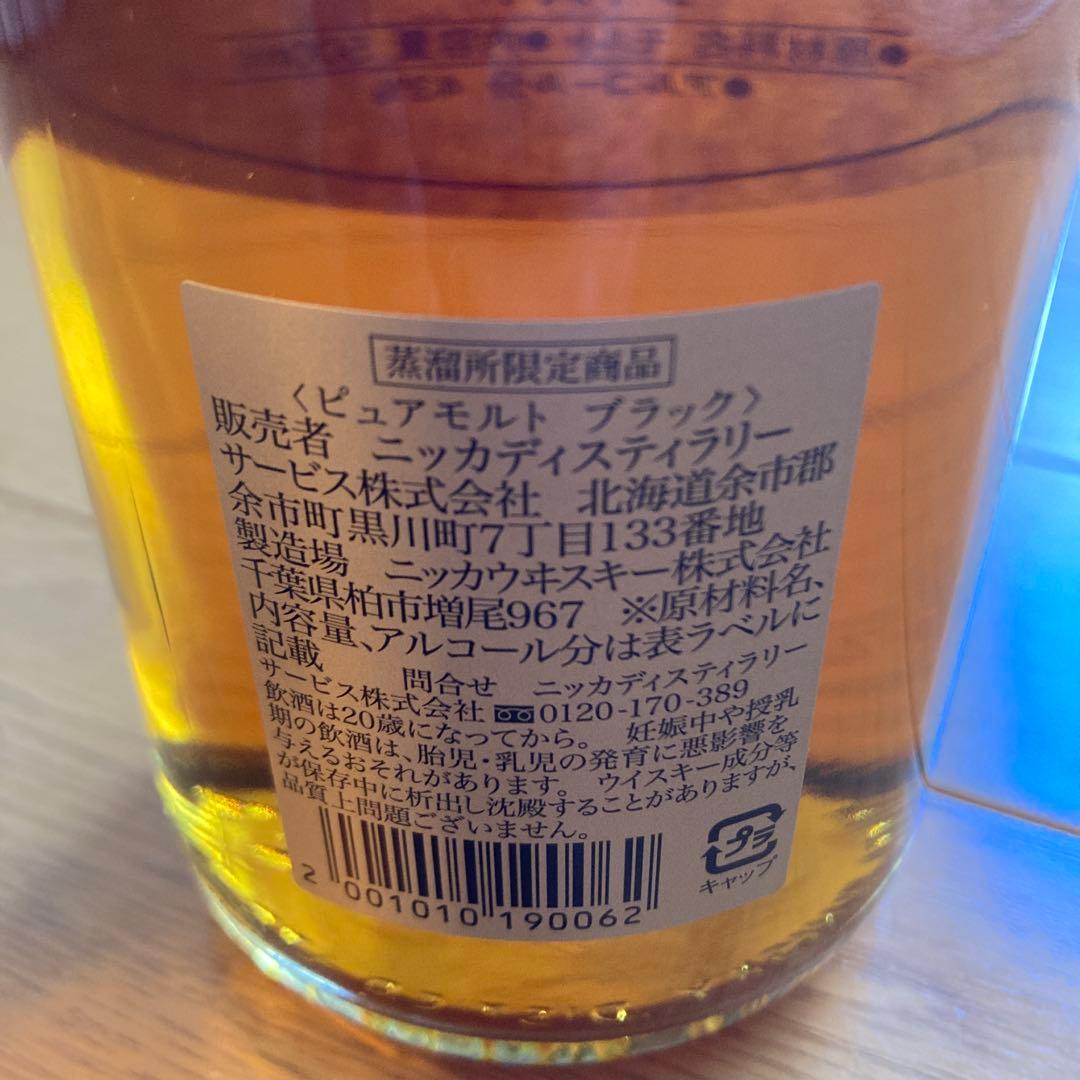 蒸溜所限定商品
〈ピュアモルト ブラック〉
販売者 ニッカディスティラリー
サービス株式会社 北海道余市郡
余市町黒川町7丁目133番地
製造場 ニッカウヰスキー株式会社
千葉県柏市増尾967 ※原材料名、
内容量、アルコール分は表ラベルに
記載 問合せ ニッカディスティラリー
サービス株式会社 0120-170-389
飲酒は20歳になってから。 妊娠中や授乳
期の飲酒は、胎児・乳児の発育に悪影響を
与えるおそれがあります。 ウイスキー成分等
が保存中に析出し沈殿することがありますが、
品質上問題ございません。
プラ
キャップ
2 001010 190062